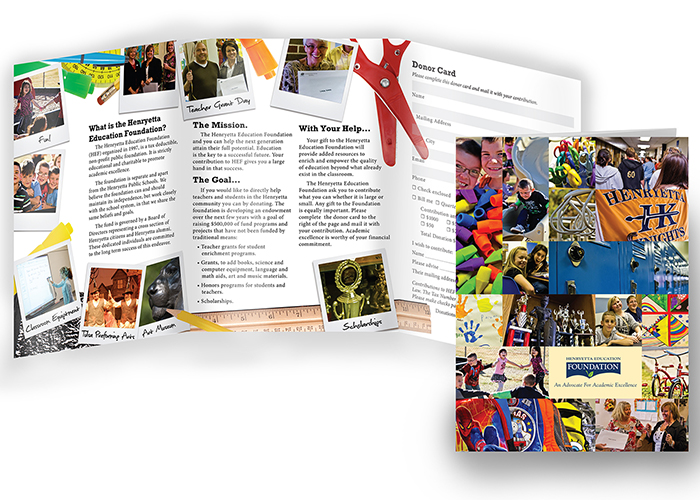 Fun!
What is the Henryetta
Education Foundation?
The Henryetta Education Foundation
(HEF) organized in 1997, is a tax deductible,
non-profit public foundation. It is strictly
educational and charitable to promote
academic excellence.
The foundation is separate and apart
from the Henryetta Public Schools. We
believe the foundation can and should
maintain its independence, but work closely
with the school system, that we share the
same beliefs and goals.
The fund is governed by a Board of
Directors representing a cross section of
Henryetta citizens and Henryetta alumni.
These dedicated individuals are committed
to the long term success of this endeavor.
Classroom Equipment
Tulsa Performing Arts
Art Museum
Teacher Grant Day
The Mission.
The Henryetta Education Foundation
and you can help the next generation
attain their full potential. Education
is the key to a successful future. Your
contribution to HEF gives you a large
hand in that success.
The Goal...
If you would like to directly help
teachers and students in the Henryetta
community you can by donating. The
foundation is developing an endowment
over the next few years with a goal of
raising $500,000 of fund programs and
projects that have not been funded by
traditional means:
• Teacher grants for student
enrichment programs.
• Grants, to add books, science and
computer equipment, language and
math aids, art and music materials.
• Honors programs for students and
teachers.
• Scholarships.
With Your Help...
Your gift to the Henryetta
Education Foundation will
provide added resources to
enrich and empower the quality
of education beyond what already
exist in the classroom.
The Henryetta Education
Foundation ask you to contribute
what you can whether it is large or
small. Any gift to the Foundation
is equally important. Please
complete the donor card to the
right of the page and mail it with
your contribution. Academic
excellence is worthy of your financial
commitment.
Scholarships
Donor Card
Please complete this donor card and mail it with your contribution.
Name
Mailing Address
City
Email
Phone
Check enclosed
Bill me
Contribution
$1000
$50
Total Donation
I wish to contribute
Name
Please advise
Their mailing address
Contributions to HEF
Law. The Tax Number
Please make checks
Donations
HENRYETTA
HK
KNIGHTS
HENRYETTA EDUCATION
FOUNDATION
An Advocate For Academic Excellence